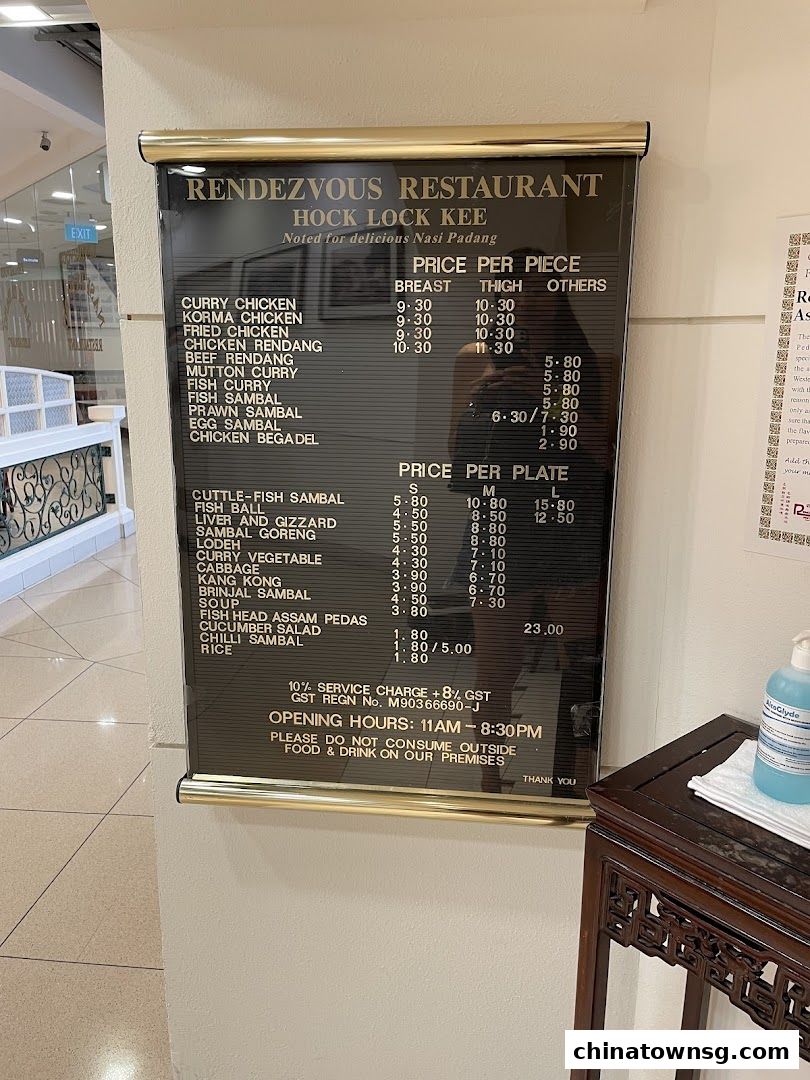 RENDEZVOUS RESTAURANT
HOCK LOCK KEE
Noted for delicious Nasi Padang
PRICE PER PIECE
BREAST THIGH OTHERS
CURRY CHICKEN 9·30 10·30
KORMA CHICKEN 9·30 10·30
FRIED CHICKEN 9·30 10·30
CHICKEN RENDANG 10·30 11·30
BEEF RENDANG 5·80
MUTTON CURRY 5·80
FISH CURRY 5·80
FISH SAMBAL 5·80
PRAWN SAMBAL 6·30/7·30
EGG SAMBAL 1·90
CHICKEN BEGADEL 2·90
PRICE PER PLATE
S M L
CUTTLE-FISH SAMBAL 5·80 10·80 15·80
FISH BALL 4·50 8·50 12·50
LIVER AND GIZZARD 5·50 8·80
SAMBAL GORENG 5·50 8·80
LODEH 4·30 7·10
CURRY VEGETABLE 4·30 7·10
CABBAGE 3·90 6·70
KANG KONG 3·90 6·70
BRINJAL SAMBAL 4·50 7·30
SOUP 3·80
FISH HEAD ASSAM PEDAS 23.00
CUCUMBER SALAD 1.80
CHILLI SAMBAL 1.80/5.00
RICE 1.80
10% SERVICE CHARGE +8% GST
GST REGN No. M90366690-J
OPENING HOURS: 11AM – 8:30PM
PLEASE DO NOT CONSUME OUTSIDE
FOOD & DRINK ON OUR PREMISES
THANK YOU
EXIT
AlcoGlyde
chinatownsg.com